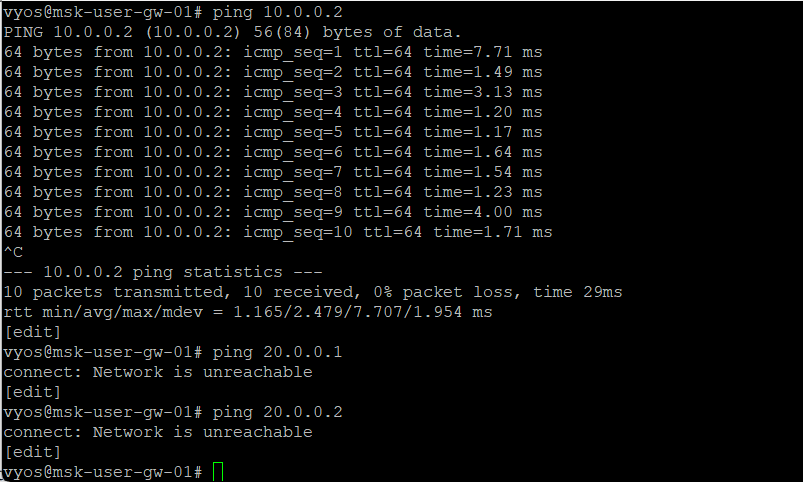 vyos@msk-user-gw-01# ping 10.0.0.2
PING 10.0.0.2 (10.0.0.2) 56(84) bytes of data.
64 bytes from 10.0.0.2: icmp_seq=1 ttl=64 time=7.71 ms
64 bytes from 10.0.0.2: icmp_seq=2 ttl=64 time=1.49 ms
64 bytes from 10.0.0.2: icmp_seq=3 ttl=64 time=3.13 ms
64 bytes from 10.0.0.2: icmp_seq=4 ttl=64 time=1.20 ms
64 bytes from 10.0.0.2: icmp_seq=5 ttl=64 time=1.17 ms
64 bytes from 10.0.0.2: icmp_seq=6 ttl=64 time=1.64 ms
64 bytes from 10.0.0.2: icmp_seq=7 ttl=64 time=1.54 ms
64 bytes from 10.0.0.2: icmp_seq=8 ttl=64 time=1.23 ms
64 bytes from 10.0.0.2: icmp_seq=9 ttl=64 time=4.00 ms
64 bytes from 10.0.0.2: icmp_seq=10 ttl=64 time=1.71 ms
^C
--- 10.0.0.2 ping statistics ---
10 packets transmitted, 10 received, 0% packet loss, time 29ms
rtt min/avg/max/mdev = 1.165/2.479/7.707/1.954 ms
[edit]
vyos@msk-user-gw-01# ping 20.0.0.1
connect: Network is unreachable
[edit]
vyos@msk-user-gw-01# ping 20.0.0.2
connect: Network is unreachable
[edit]
vyos@msk-user-gw-01#